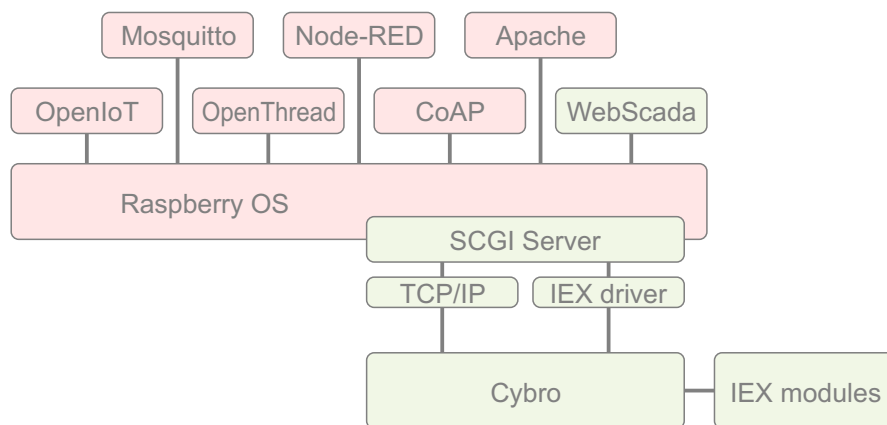 Mosquitto
Node-RED
Apache
OpenIoT
OpenThread
CoAP
WebScada
Raspberry OS
SCGI Server
TCP/IP
IEX driver
Cybro
IEX modules